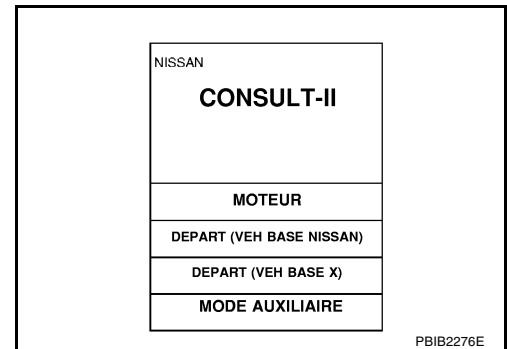 NISSAN
CONSULT-II
MOTEUR
DEPART (VEH BASE NISSAN)
DEPART (VEH BASE X)
MODE AUXILIAIRE
PBIB2276E